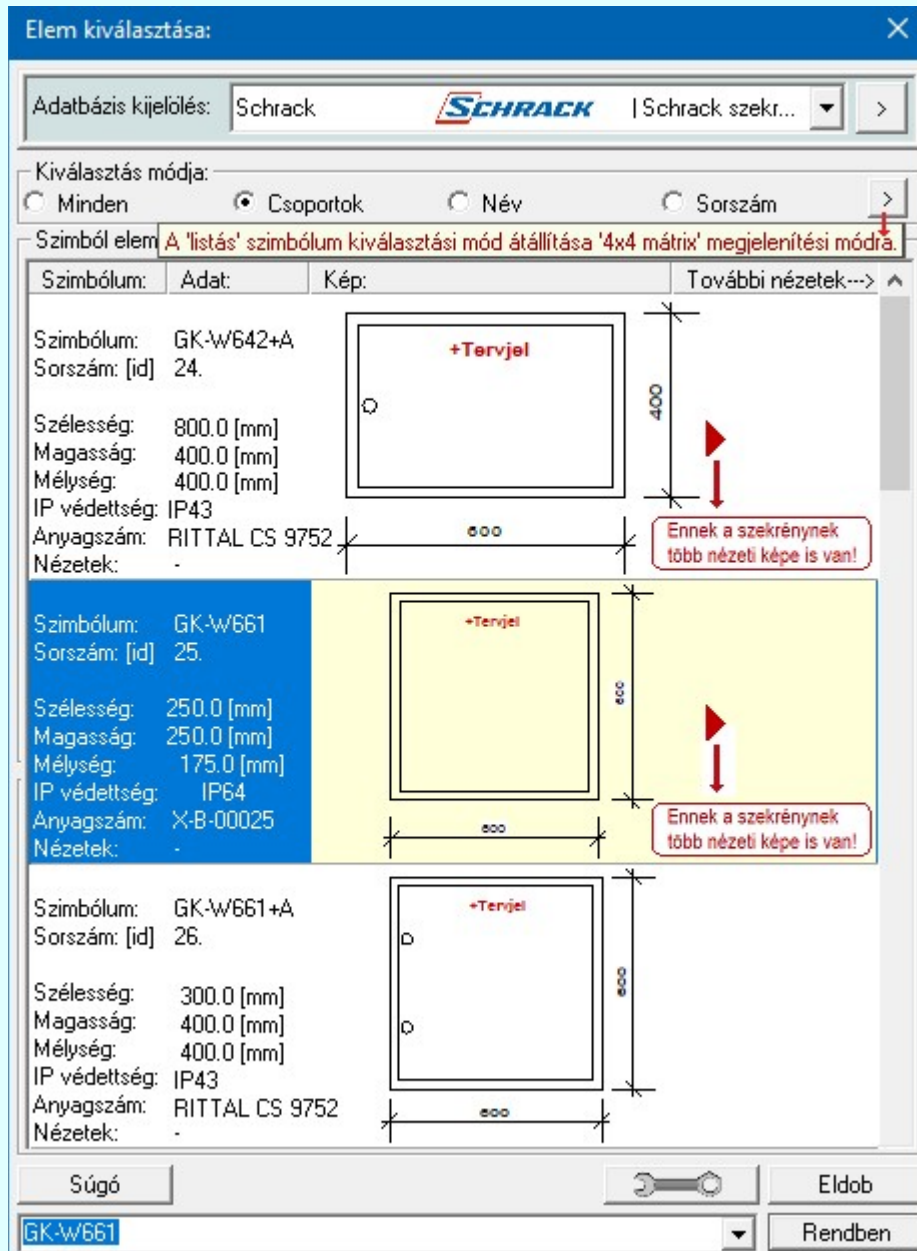 Elem kiválasztása:
Adatbázis kijelölés: Schrack SCHRACK | Schrack szekr... >
Kiválasztás módja:
Minden Csoportok Név Sorszám >
Szimból elem A 'listás' szimbólum kiválasztási mód átállítása '4x4 mátrix' megjelenítési módra.
Szimbólum: Adat: Kép: További nézetek--->
Szimbólum: GK-W642+A
Sorszám: [id] 24.
Szélesség: 800.0 [mm]
Magasság: 400.0 [mm]
Mélység: 400.0 [mm]
IP védettség: IP43
Anyagszám: RITTAL CS 9752
Nézetek: -
+Tervjel
400
600
Ennek a szekrénynek
több nézeti képe is van!
Szimbólum: GK-W661
Sorszám: [id] 25.
Szélesség: 250.0 [mm]
Magasság: 250.0 [mm]
Mélység: 175.0 [mm]
IP védettség: IP64
Anyagszám: X-B-00025
Nézetek: -
+Tervjel
600
600
Ennek a szekrénynek
több nézeti képe is van!
Szimbólum: GK-W661+A
Sorszám: [id] 26.
Szélesség: 300.0 [mm]
Magasság: 400.0 [mm]
Mélység: 400.0 [mm]
IP védettség: IP43
Anyagszám: RITTAL CS 9752
Nézetek: -
+Tervjel
600
600
Súgó Eldob
GK-W661 Rendben